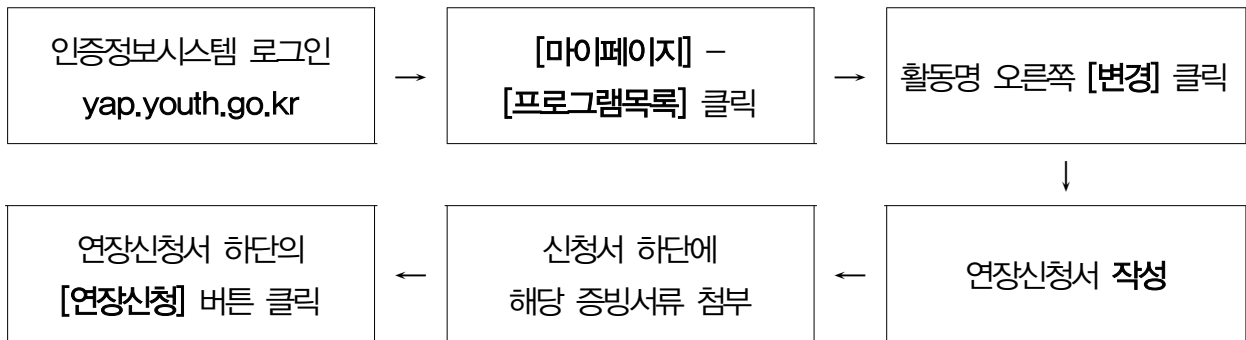 인증정보시스템 로그인
yap.youth.go.kr
→
[마이페이지] –
[프로그램목록] 클릭
→
활동명 오른쪽 [변경] 클릭
↓
연장신청서 작성
←
신청서 하단에
해당 증빙서류 첨부
←
연장신청서 하단의
[연장신청] 버튼 클릭